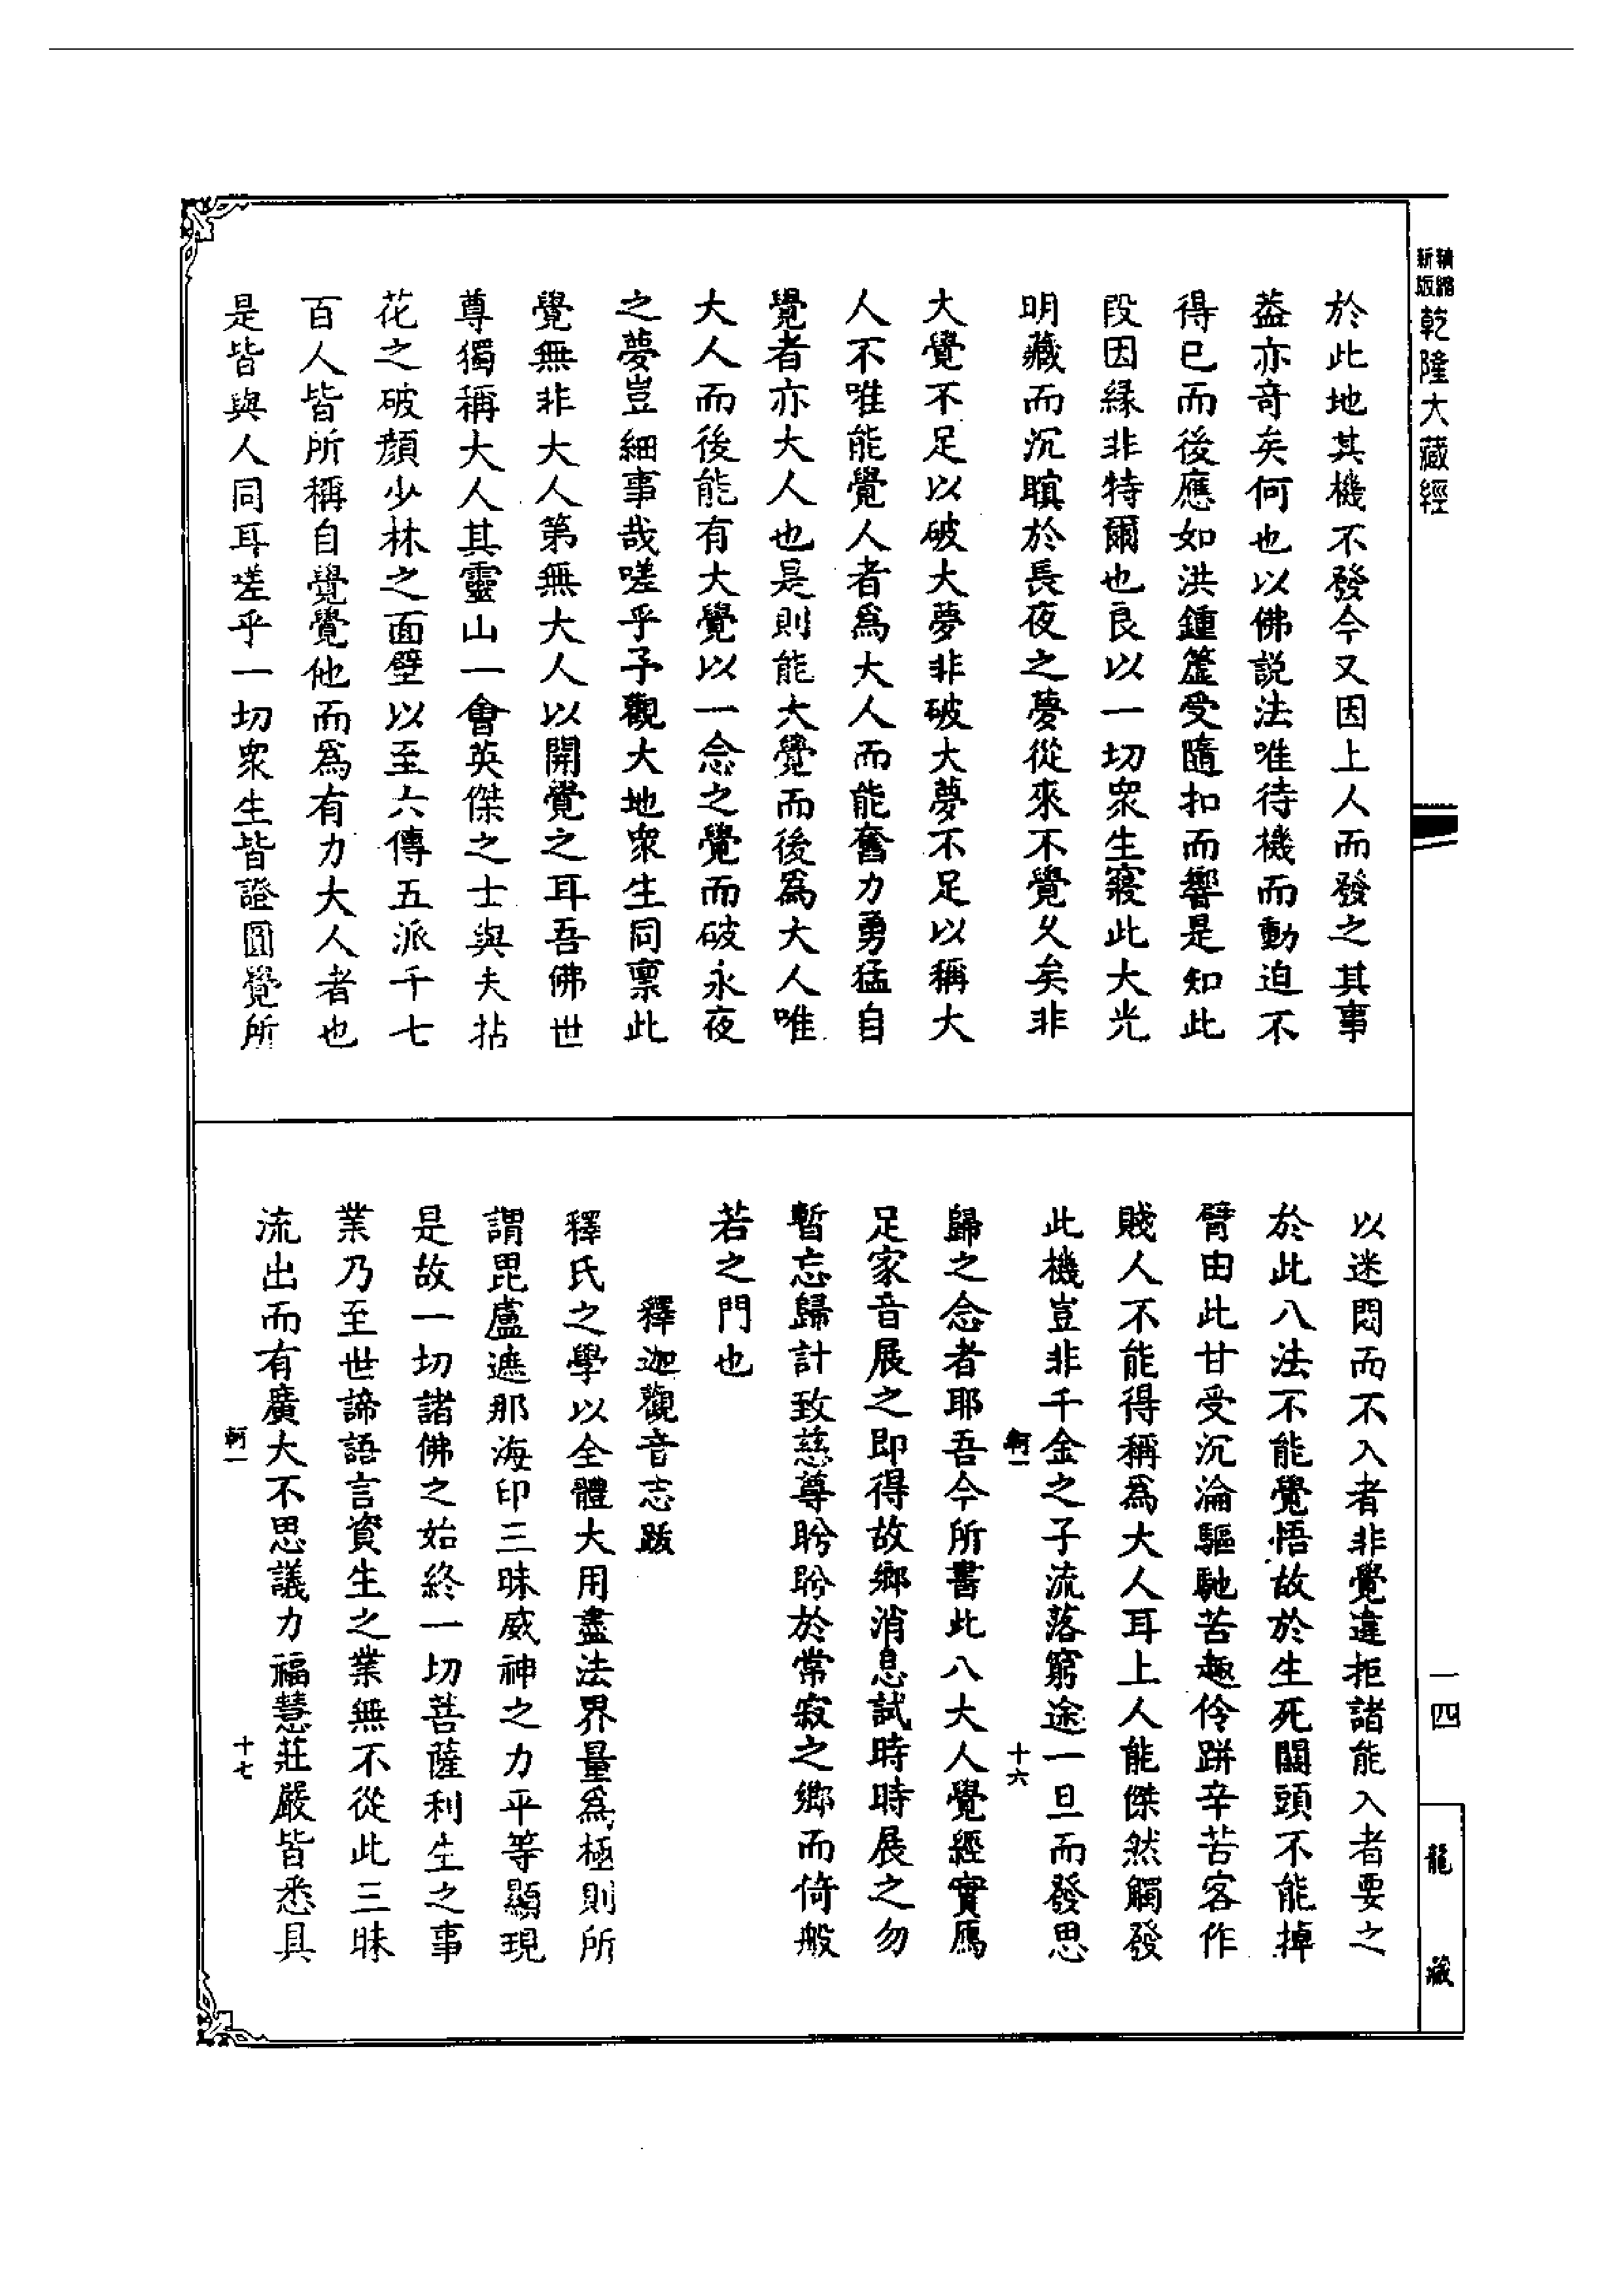 精縮新版
乾隆大藏經
於此地其機不發今又因上人而發之其事
葢亦竒矣何也以佛説法唯待機而動迫不
得巳而後應如洪鍾簴受隨扣而響是知此
段因縁非特爾也良以一切衆生寢此大光
明藏而沉瞑於長夜之夢從來不覺乆矣非
大覺不足以破大夢非破大夢不足以稱大
人不唯能覺人者爲大人而能奮力勇猛自
覺者亦大人也是則能大覺而後爲大人唯
大人而後能有大覺以一念之覺而破永夜
之夢豈細事哉嗟乎予觀大地衆生同禀此
覺無非大人第無大人以開覺之耳吾佛世
尊獨稱大人其靈山一會英傑之士與夫拈
花之破顔少林之面壁以至六傳五派千七
百人皆所稱自覺覺他而爲有力大人者也
是皆與人同耳嗟乎一切衆生皆證圓覺所
以迷悶而不入者非覺違拒諸能入者要之
於此八法不能覺悟故於生死關頭不能掉
臂由此甘受沉淪驅馳苦趣伶跰辛苦客作
賤人不能得稱爲大人耳上人能傑然觸發
此機豈非千金之子流落窮途一旦而發思
軻一
十六
歸之念者耶吾今所書此八大人覺經實鴈
足家音展之即得故鄉消息試時時展之勿
暫忘歸計致慈尊盻盻於常寂之鄉而倚般
若之門也
釋迦觀音志跋
釋氏之學以全體大用盡法界量爲極則所
謂毘盧遮那海印三昧威神之力平等顯現
是故一切諸佛之始終一切菩薩利生之事
業乃至世諦語言資生之業無不從此三昧
流出而有廣大不思議力福慧莊嚴皆悉具
軻一
十七
一四
龍藏